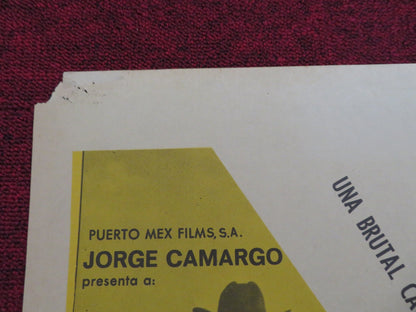 PUERTO MEX FILMS, S.A.
JORGE CAMARGO
presenta a:
UNA BRUTAL